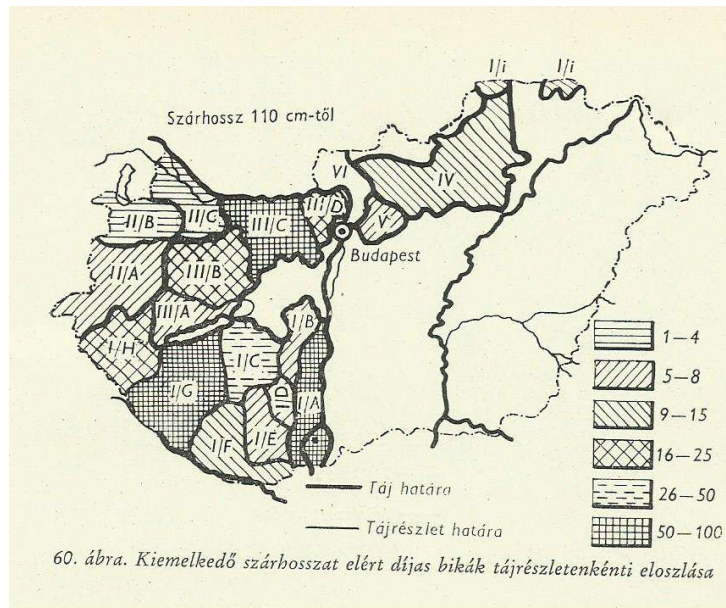 I/i
I/i
Szárhossz 110 cm-től
VI
IV
III/D
II/B
II/C
III/C
V
Budapest
II/A
III/B
III/A
I/B
I/H
I/C
I/G
I/D
I/A
I/F
I/E
1—4
5—8
9—15
16—25
26—50
50—100
Táj határa
Tájrészlet határa
60. ábra. Kiemelkedő szárhosszat elért díjas bikák tájrészletenkénti eloszlása